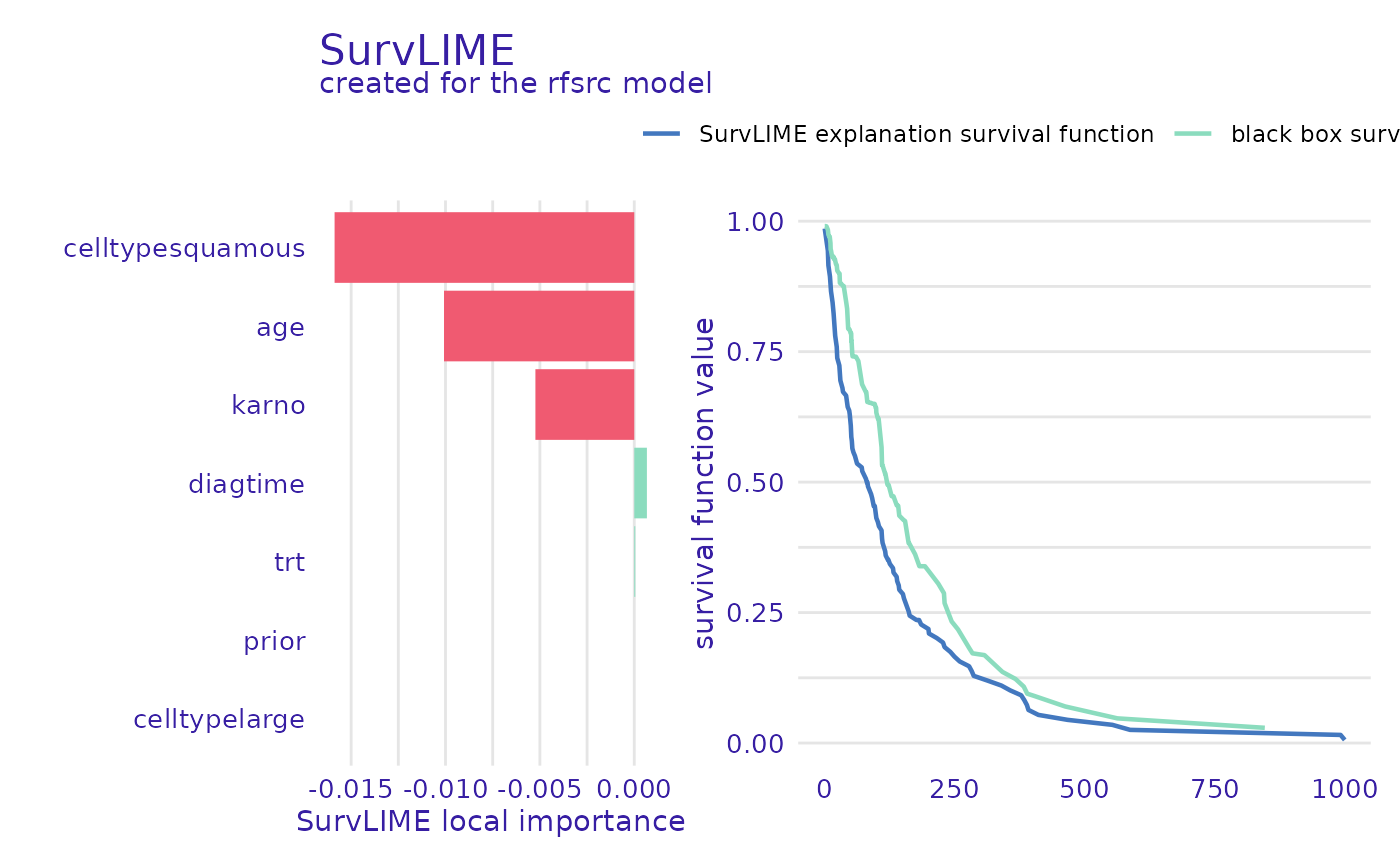 SurvLIME
created for the rfsrc model
SurvLIME explanation survival function
black box surv
celltypesquamous
age
karno
diagtime
trt
prior
celltypelarge
-0.015 -0.010 -0.005 0.000
SurvLIME local importance
survival function value
1.00
0.75
0.50
0.25
0.00
0 250 500 750 1000